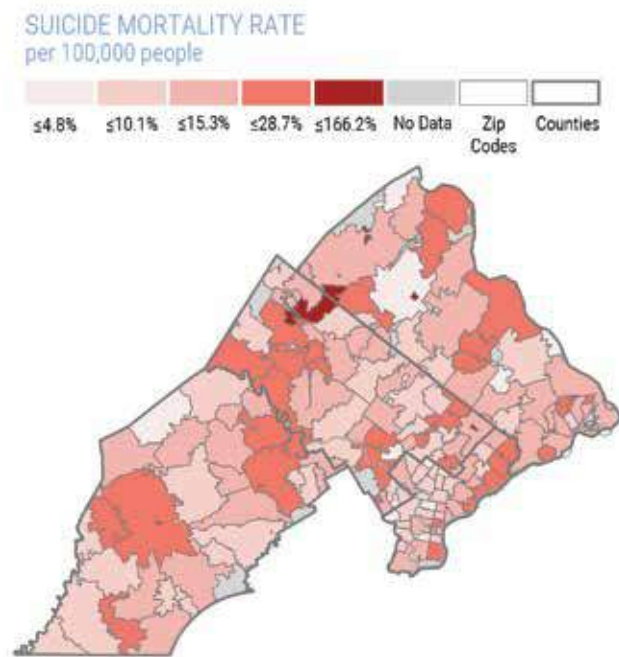 SUICIDE MORTALITY RATE
per 100,000 people
≤4.8% ≤10.1% ≤15.3% ≤28.7% ≤166.2% No Data Zip Counties
Codes